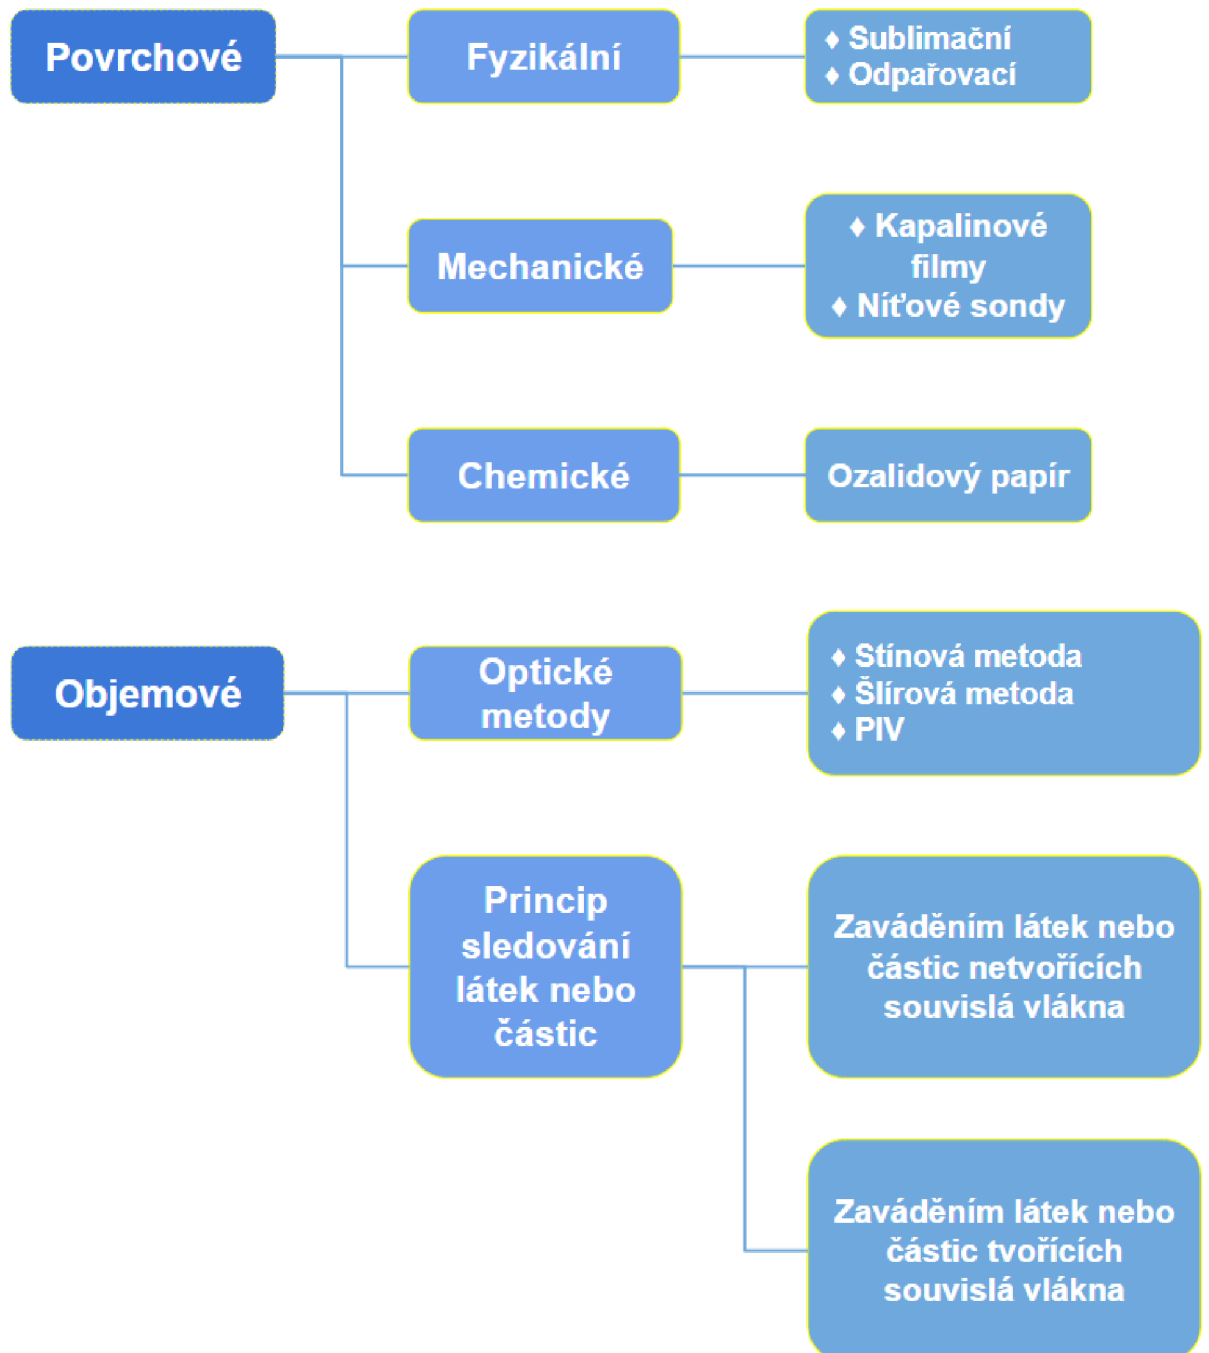 Povrchové
Fyzikální
♦ Sublimační
♦ Odpařovací
Mechanické
♦ Kapalinové
filmy
♦ Níťové sondy
Chemické
Ozalidový papír
Objemové
Optické
metody
♦ Stínová metoda
♦ Šlírová metoda
♦ PIV
Princip
sledování
látek nebo
částic
Zaváděním látek nebo
částic netvořících
souvislá vlákna
Zaváděním látek nebo
částic tvořících
souvislá vlákna